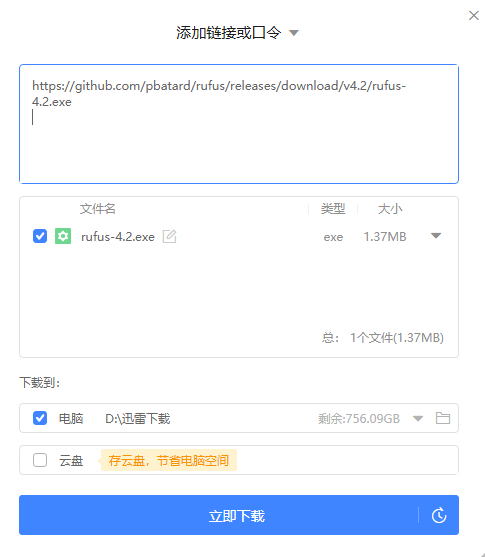 添加链接或口令
https://github.com/pbatard/rufus/releases/download/v4.2/rufus-
4.2.exe
文件名 类型 大小
rufus-4.2.exe exe 1.37MB
总： 1个文件(1.37MB)
下载到：
电脑 D:\迅雷下载 剩余:756.09GB
云盘 存云盘，节省电脑空间
立即下载